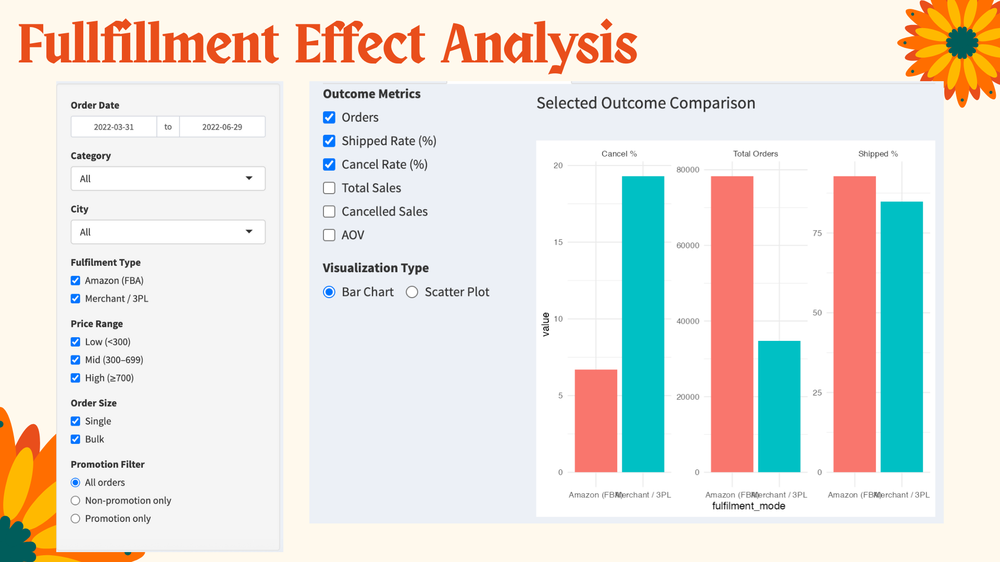 Fullfillment Effect Analysis
Order Date
2022-03-31 to 2022-06-29
Category
All
City
All
Fulfilment Type
Amazon (FBA)
Merchant / 3PL
Price Range
Low (<300)
Mid (300–699)
High (≥700)
Order Size
Single
Bulk
Promotion Filter
All orders
Non-promotion only
Promotion only
Outcome Metrics
Orders
Shipped Rate (%)
Cancel Rate (%)
Total Sales
Cancelled Sales
AOV
Visualization Type
Bar Chart Scatter Plot
Selected Outcome Comparison
value
Cancel %
20
15
10
5
0
Amazon (FBA) Merchant / 3PL
Total Orders
80000
60000
40000
20000
0
Amazon (FBA) Merchant / 3PL
Shipped %
75
50
25
0
Amazon (FBA) Merchant / 3PL
fulfilment_mode